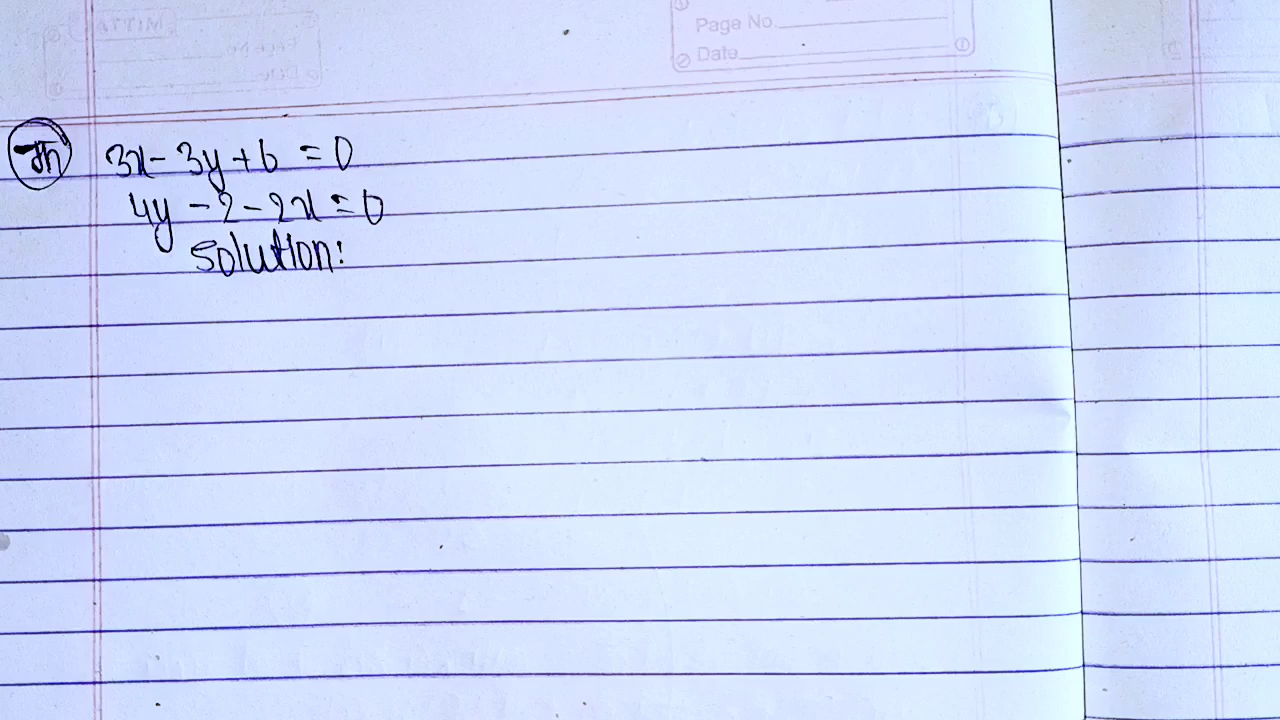 Page No.
Date
झ 3x - 3y + 6 = 0
4y - 2 - 2x = 0
Solution: